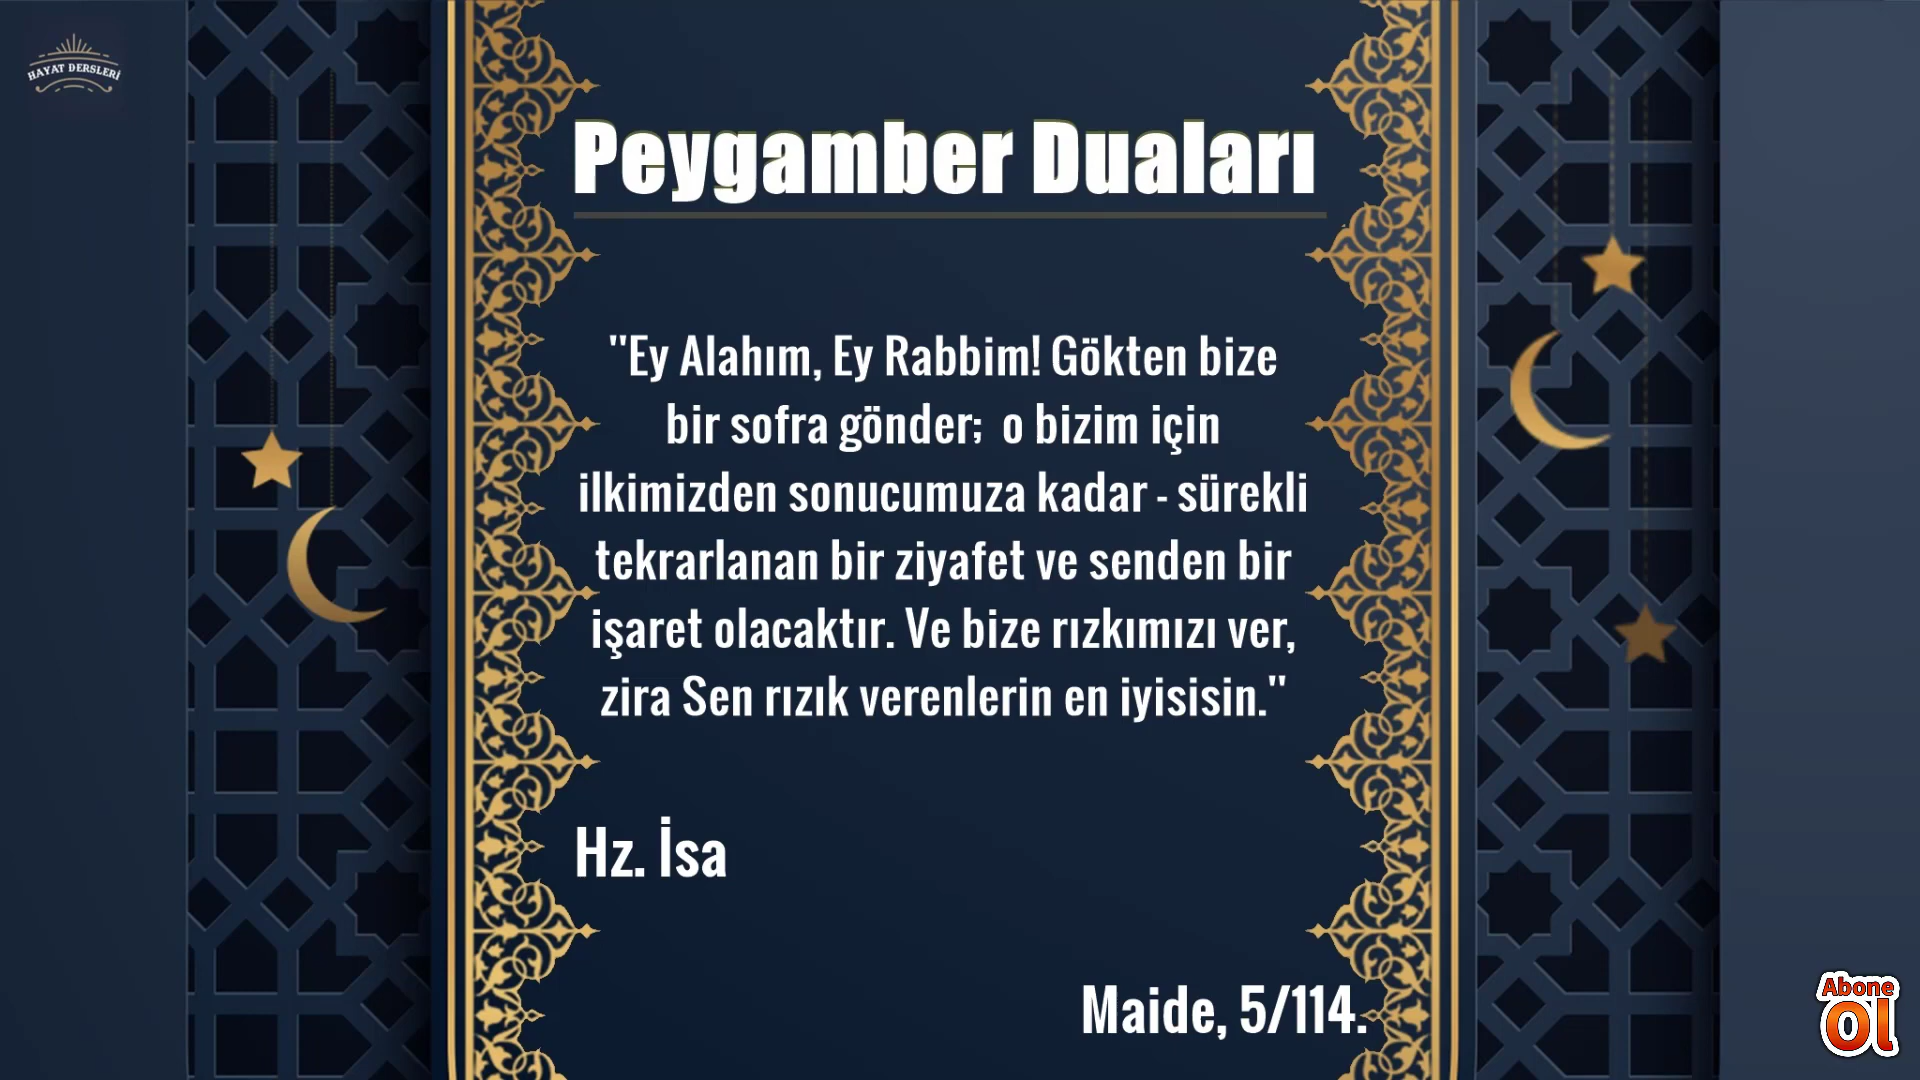 HAYAT DERSLERİ
Peygamber Duaları
"Ey Alahım, Ey Rabbim! Gökten bize
bir sofra gönder; o bizim için
ilkimizden sonucumuza kadar - sürekli
tekrarlanan bir ziyafet ve senden bir
işaret olacaktır. Ve bize rızkımızı ver,
zira Sen rızık verenlerin en iyisisin."
Hz. İsa
Maide, 5/114.
Abone
Ol